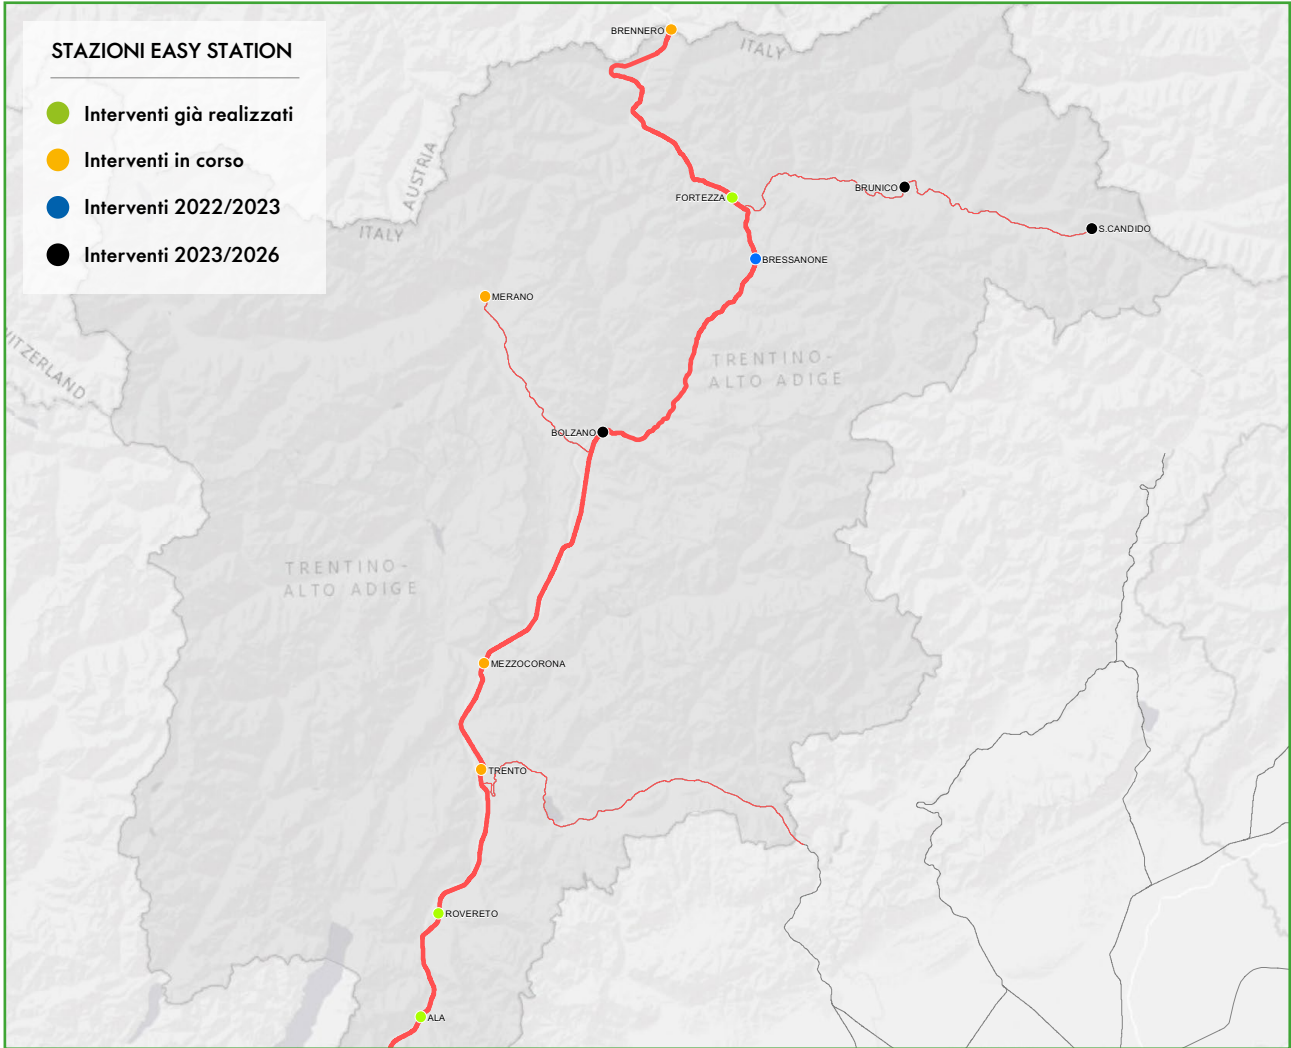 STAZIONI EASY STATION
Interventi già realizzati
Interventi in corso
Interventi 2022/2023
Interventi 2023/2026
BRENNERO
ITALY
AUSTRIA
ITALY
FORTEZZA
BRUNICO
S.CANDIDO
BRESSANONE
MERANO
TRENTINO-
ALTO ADIGE
BOLZANO
TRENTINO-
ALTO ADIGE
MEZZOCORONA
TRENTO
ROVERETO
ALA